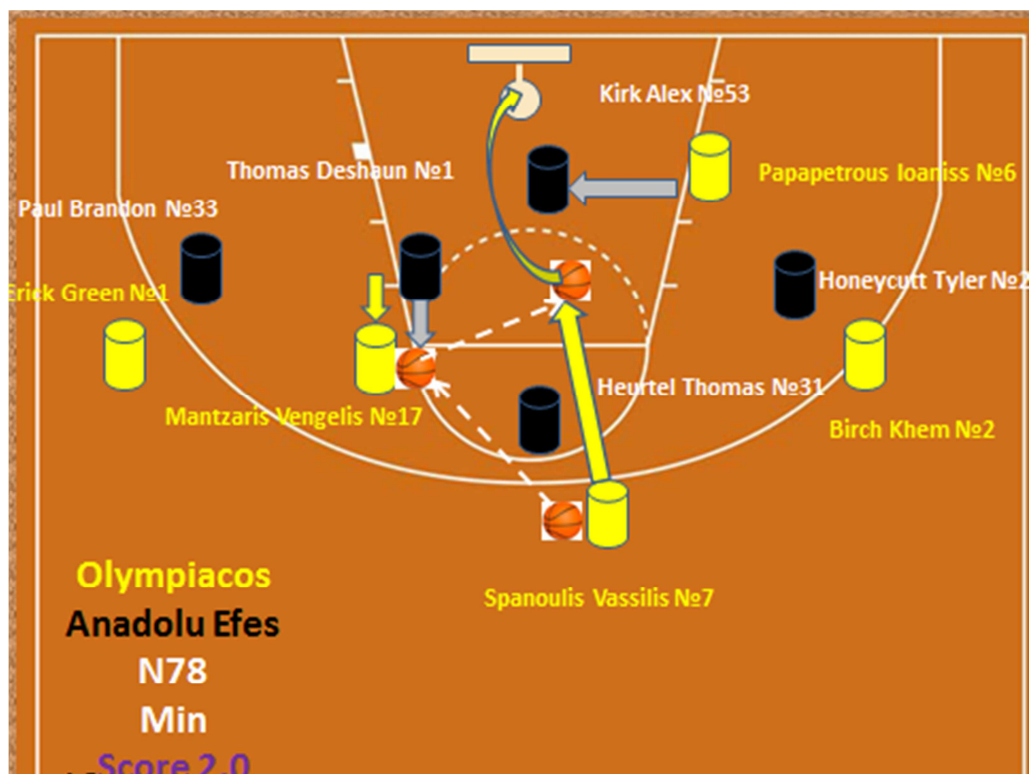 Kirk Alex №53
Thomas Deshaun №1
Papapetrous Ioaniss №6
Paul Brandon №33
Honeycutt Tyler №2
Erick Green №1
Heurtel Thomas №31
Mantzaris Vengelis №17
Birch Khem №2
Spanoulis Vassilis №7
Olympiacos
Anadolu Efes
N78
Min
Score 2.0